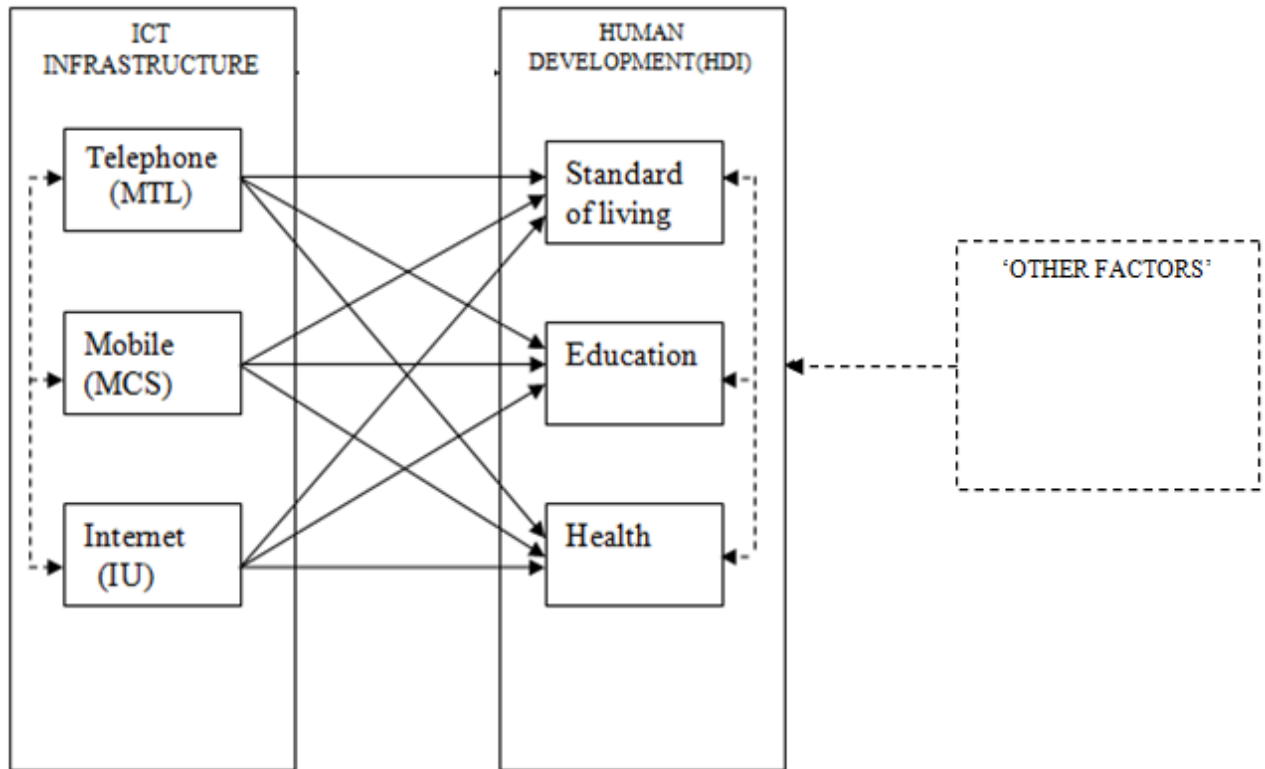 ICT
INFRASTRUCTURE
Telephone
(MTL)
Mobile
(MCS)
Internet
(IU)
HUMAN
DEVELOPMENT(HDI)
Standard
of living
Education
Health
‘OTHER FACTORS’